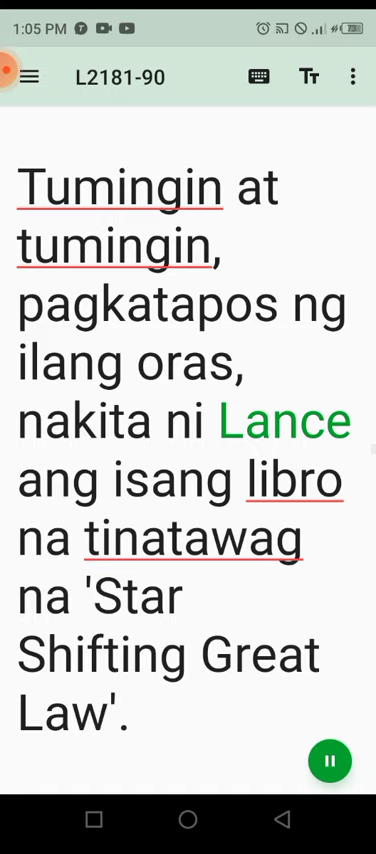 1:05 PM
L2181-90
Tumingin at
tumingin,
pagkatapos ng
ilang oras,
nakita ni Lance
ang isang libro
na tinatawag
na 'Star
Shifting Great
Law'.